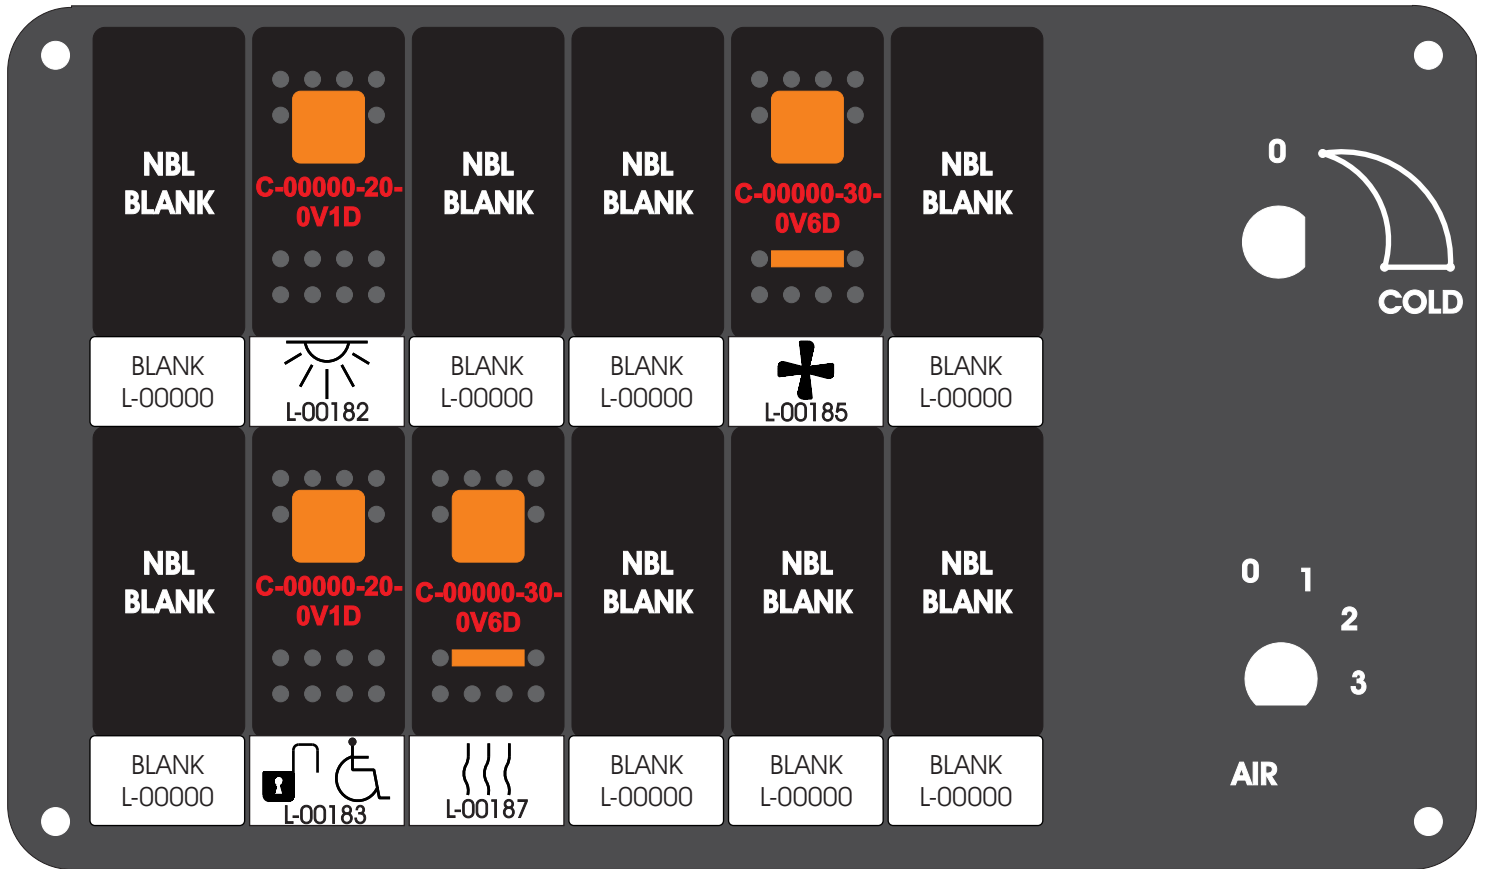 NBL
BLANK
C-00000-20-
0V1D
NBL
BLANK
NBL
BLANK
C-00000-30-
0V6D
NBL
BLANK
0
COLD
BLANK
L-00000
L-00182
BLANK
L-00000
BLANK
L-00000
L-00185
BLANK
L-00000
NBL
BLANK
C-00000-20-
0V1D
C-00000-30-
0V6D
NBL
BLANK
NBL
BLANK
NBL
BLANK
0
1
2
3
BLANK
L-00000
L-00183
L-00187
BLANK
L-00000
BLANK
L-00000
BLANK
L-00000
AIR